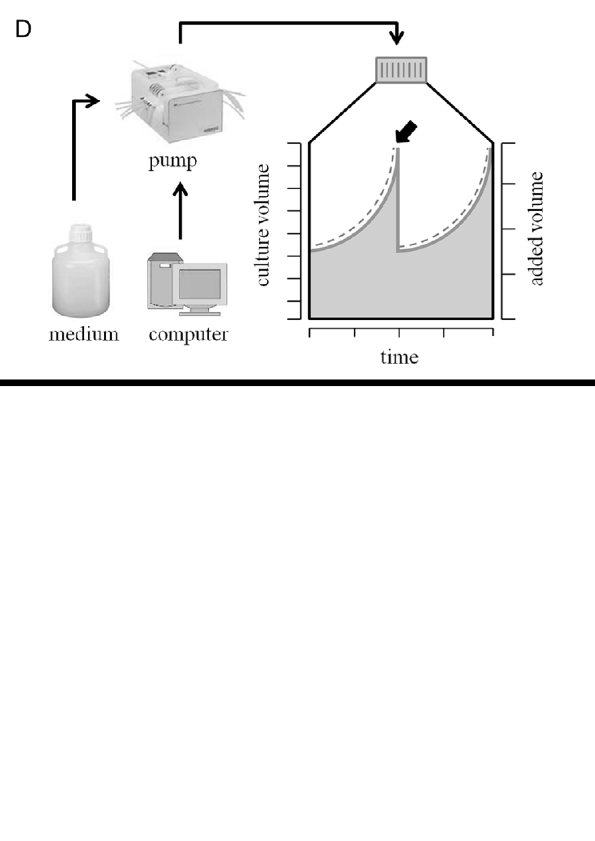 D
pump
medium
computer
culture volume
added volume
time